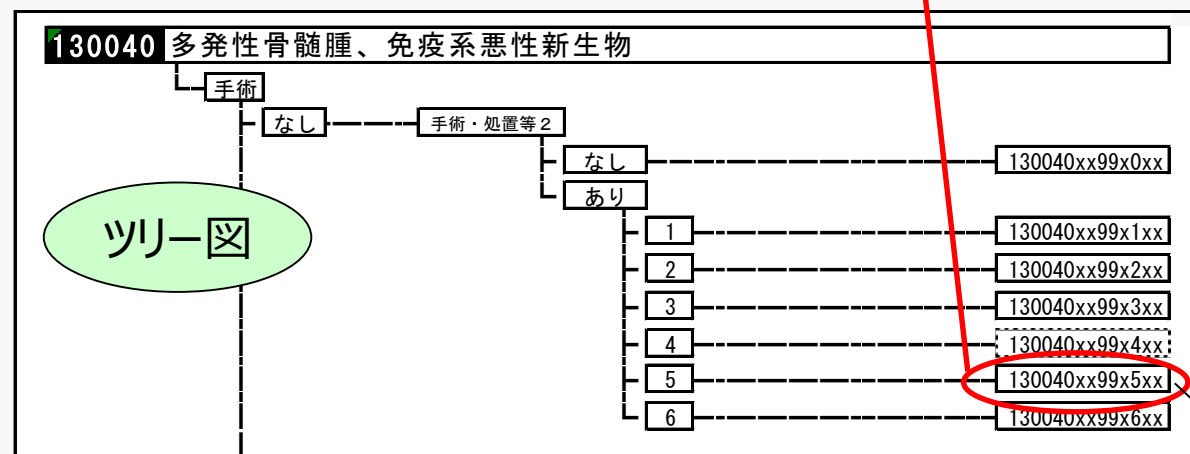 130040 多発性骨髄腫、免疫系悪性新生物
手術
なし 手術・処置等2
なし 130040xx99x0xx
あり
ツリー図
1 130040xx99x1xx
2 130040xx99x2xx
3 130040xx99x3xx
4 130040xx99x4xx
5 130040xx99x5xx
6 130040xx99x6xx